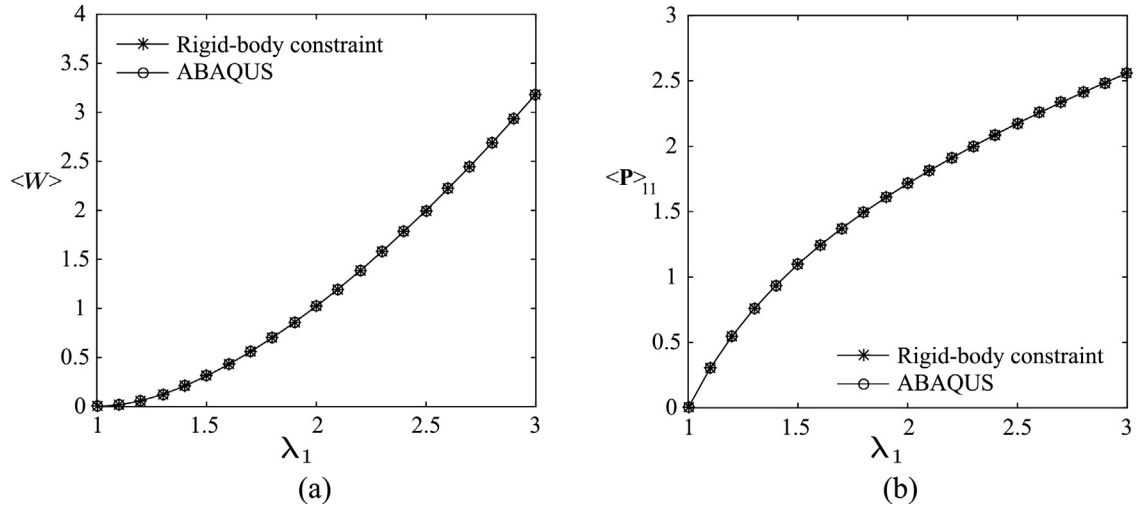 4
3.5
3
2.5
2
1.5
1
0.5
0
<W>
Rigid-body constraint
ABAQUS
1 1.5 2 2.5 3
λ1
(a)
3
2.5
2
1.5
1
0.5
0
<P>11
Rigid-body constraint
ABAQUS
1 1.5 2 2.5 3
λ1
(b)